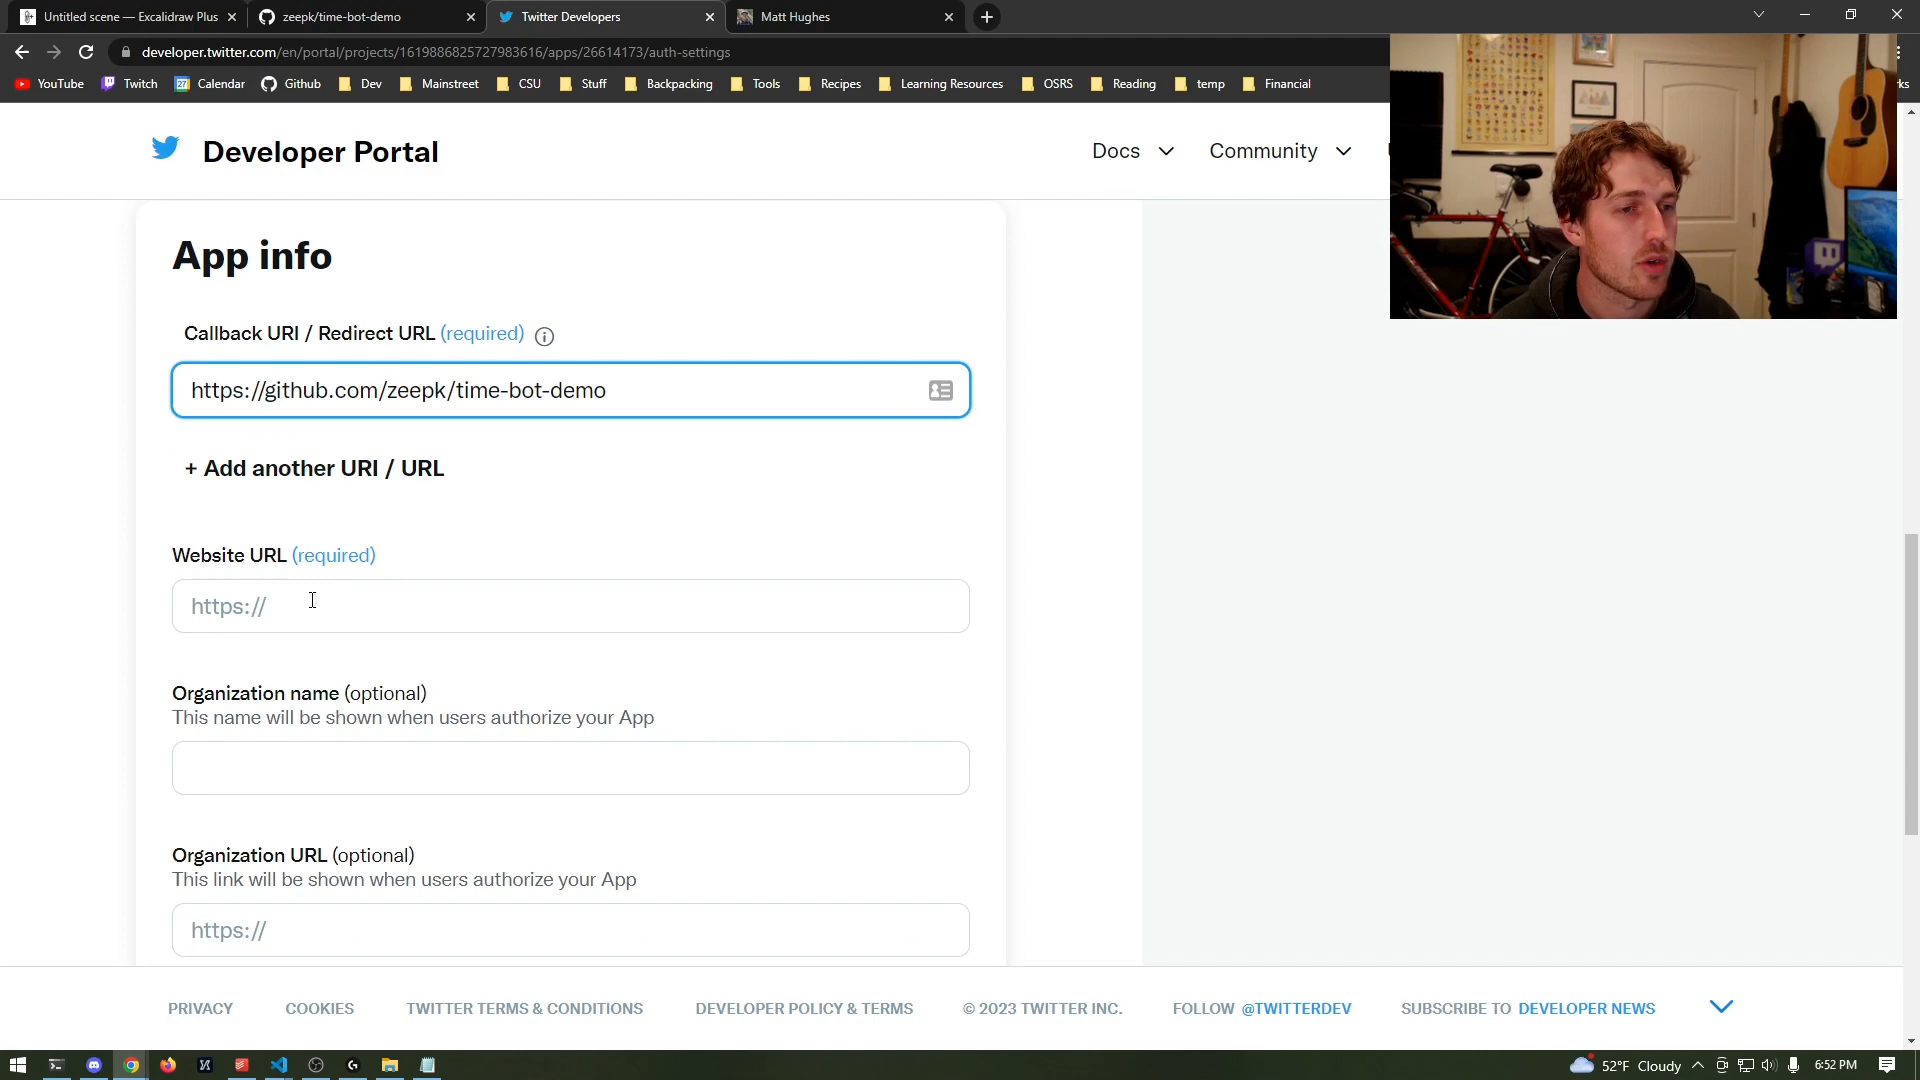 Untitled scene — Excalidraw Plus
zeepk/time-bot-demo
Twitter Developers
Matt Hughes
developer.twitter.com/en/portal/projects/1619886825727983616/apps/26614173/auth-settings
YouTube
Twitch
27
Calendar
Github
Dev
Mainstreet
CSU
Stuff
Backpacking
Tools
Recipes
Learning Resources
OSRS
Reading
temp
Financial
Developer Portal
Docs
Community
App info
Callback URI / Redirect URL (required)
https://github.com/zeepk/time-bot-demo
+ Add another URI / URL
Website URL (required)
https://
Organization name (optional)
This name will be shown when users authorize your App
Organization URL (optional)
This link will be shown when users authorize your App
https://
PRIVACY
COOKIES
TWITTER TERMS & CONDITIONS
DEVELOPER POLICY & TERMS
© 2023 TWITTER INC.
FOLLOW @TWITTERDEV
SUBSCRIBE TO DEVELOPER NEWS
52°F Cloudy
6:52 PM